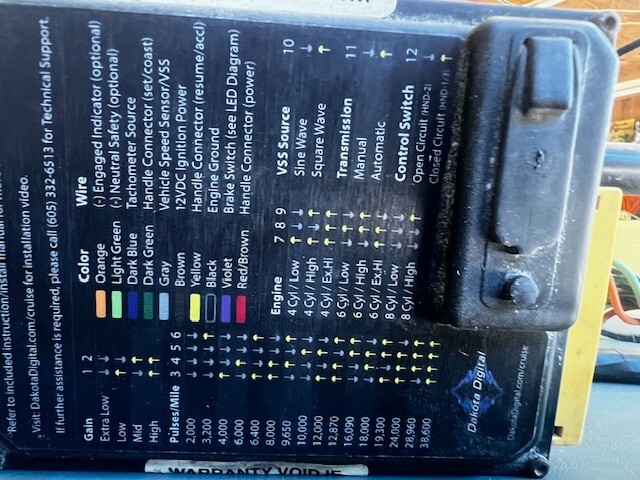 Refer to included instruction/install manual for
Visit DakotaDigital.com/cruise for installation video.
If further assistance is required, please call (605) 332-6513 for Technical Support.
Color Wire
Orange (-) Engaged Indicator (optional)
Light Green (-) Neutral Safety (optional)
Dark Blue Tachometer Source
Dark Green Handle Connector (set/coast)
Gray Vehicle Speed Sensor/VSS
Brown 12VDC Ignition Power
Yellow Handle Connector (resume/accl)
Black Engine Ground
Violet Brake Switch (see LED Diagram)
Red/Brown Handle Connector (power)
Gain 1 2
Extra Low
Low
Mid
High
Pulses/Mile 3 4 5 6
2,000
3,200
4,000
6,000
6,400
8,000
9,650
10,000
12,000
12,870
16,090
18,000
19,300
24,000
28,960
38,600
Engine 7 8 9
4 Cyl / Low
4 Cyl / High
4 Cyl / Ex.Hi
6 Cyl / Low
6 Cyl / High
6 Cyl / Ex.Hi
8 Cyl / Low
8 Cyl / High
VSS Source 10
Sine Wave
Square Wave
Transmission 11
Manual
Automatic
Control Switch 12
Open Circuit (HND-2)
Closed Circuit (HND-1/3)
Dakota Digital
DakotaDigital.com/cruise
WARRANTY VOID IF